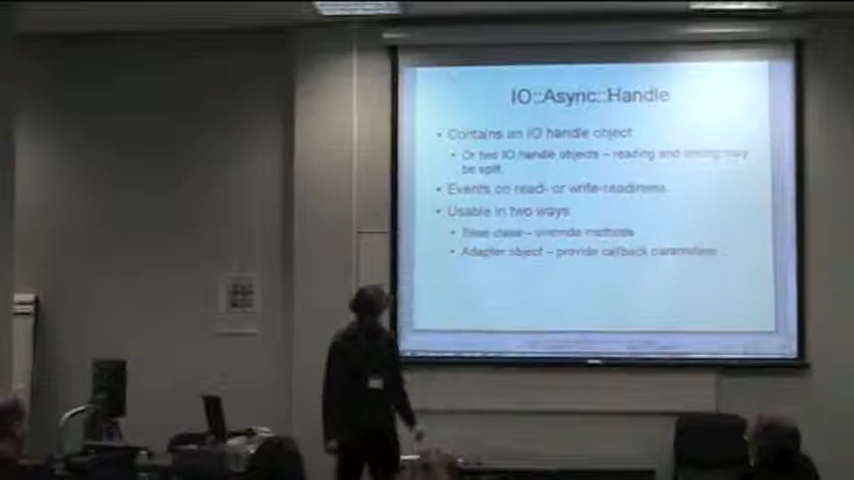 IO::Async::Handle
• Contains an IO handle object
• Or two IO handle objects – reading and writing may
be split
• Events on read- or write-readiness
• Usable in two ways
• Base class – override methods
• Adapter object – provide callback parameters